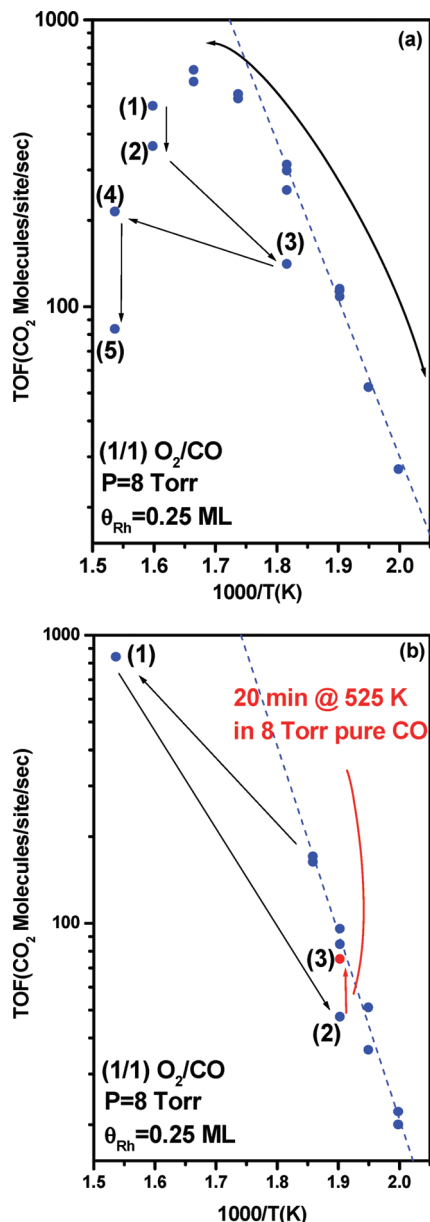 1000
(a)
(1)
(2)
(4)
(3)
100
(5)
TOF(CO₂ Molecules/site/sec)
(1/1) O₂/CO
P=8 Torr
θRh=0.25 ML
1.5 1.6 1.7 1.8 1.9 2.0
1000/T(K)
1000
(b)
(1)
20 min @ 525 K
in 8 Torr pure CO
100
(3)
(2)
TOF(CO₂ Molecules/site/sec)
(1/1) O₂/CO
P=8 Torr
θRh=0.25 ML
1.5 1.6 1.7 1.8 1.9 2.0
1000/T(K)